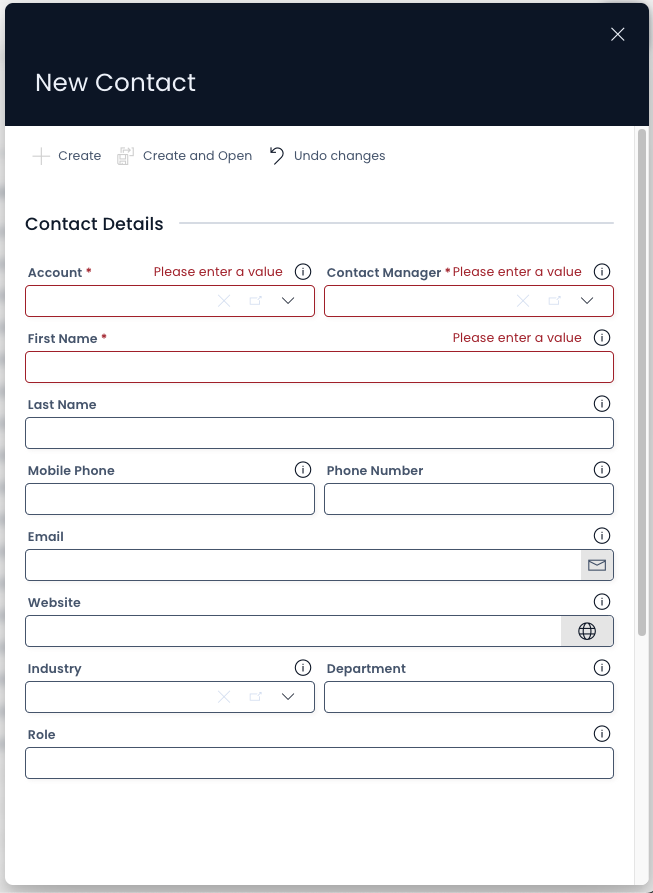 New Contact
Create Create and Open Undo changes
Contact Details
Account * Please enter a value Contact Manager * Please enter a value
First Name * Please enter a value
Last Name
Mobile Phone Phone Number
Email
Website
Industry Department
Role